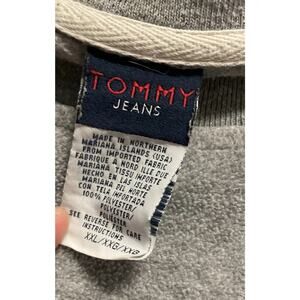 TOMMY
JEANS
MADE IN NORTHERN
MARIANA ISLANDS (USA)
FROM IMPORTED FABRIC
FABRIQUE A NORD ILLE DUE
MARIANA TISSU IMPORTE
HECHO EN LAS ISLAS
MARIANA DEL NORTE
CON TELA IMPORTADA
100% POLYESTER/
POLYESTER/
POLIESTER
SEE REVERSE FOR CARE
INSTRUCTIONS
XXL/XXG/XXG